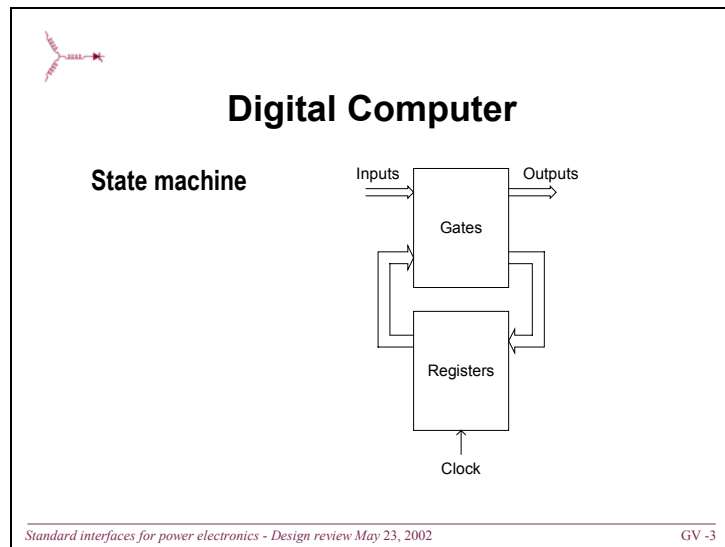 Digital Computer
State machine
Inputs
Outputs
Gates
Registers
Clock
Standard interfaces for power electronics - Design review May 23, 2002
GV -3